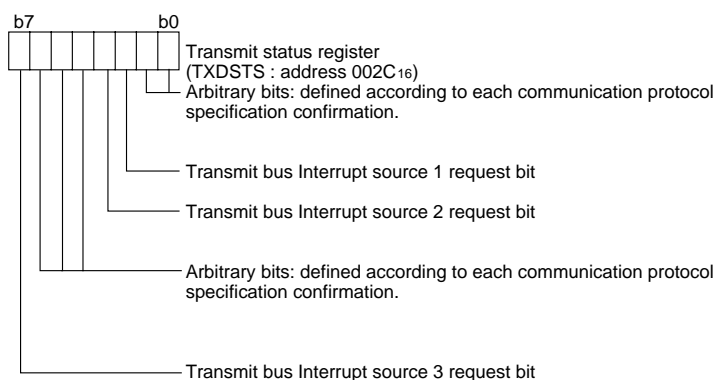 b7 b0
Transmit status register
(TXDSTS : address 002C16)
Arbitrary bits: defined according to each communication protocol
specification confirmation.
Transmit bus Interrupt source 1 request bit
Transmit bus Interrupt source 2 request bit
Arbitrary bits: defined according to each communication protocol
specification confirmation.
Transmit bus Interrupt source 3 request bit